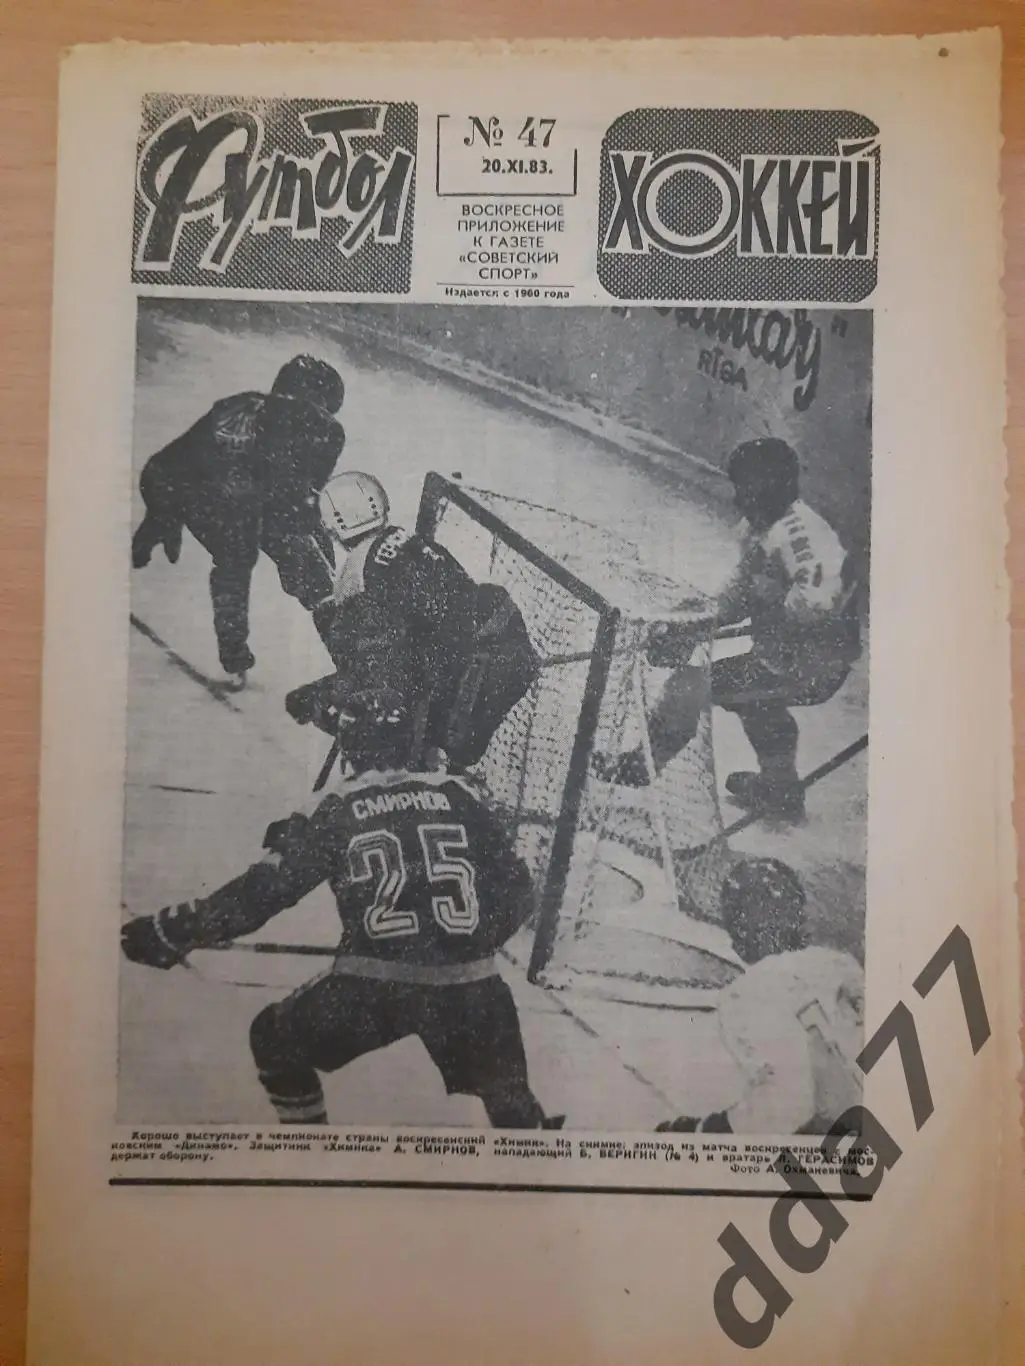 Футбол
№ 47
20.XI.83.
ВОСКРЕСНОЕ
ПРИЛОЖЕНИЕ
К ГАЗЕТЕ
«СОВЕТСКИЙ
СПОРТ»
Издается с 1960 года
ХОККЕЙ
RĪGA
ГЕРАС
СМИРНОВ
25
Хорошо выступает в чемпионате страны воскресенский «Химик». На снимке: эпизод из матча воскресенцев с мос-
ковским «Динамо». Защитник «Химика» А. СМИРНОВ, нападающий Б. ВЕРИГИН (№ 4) и вратарь А. ГЕРАСИМОВ
держат оборону.
Фото А. Охманевича.
dda77